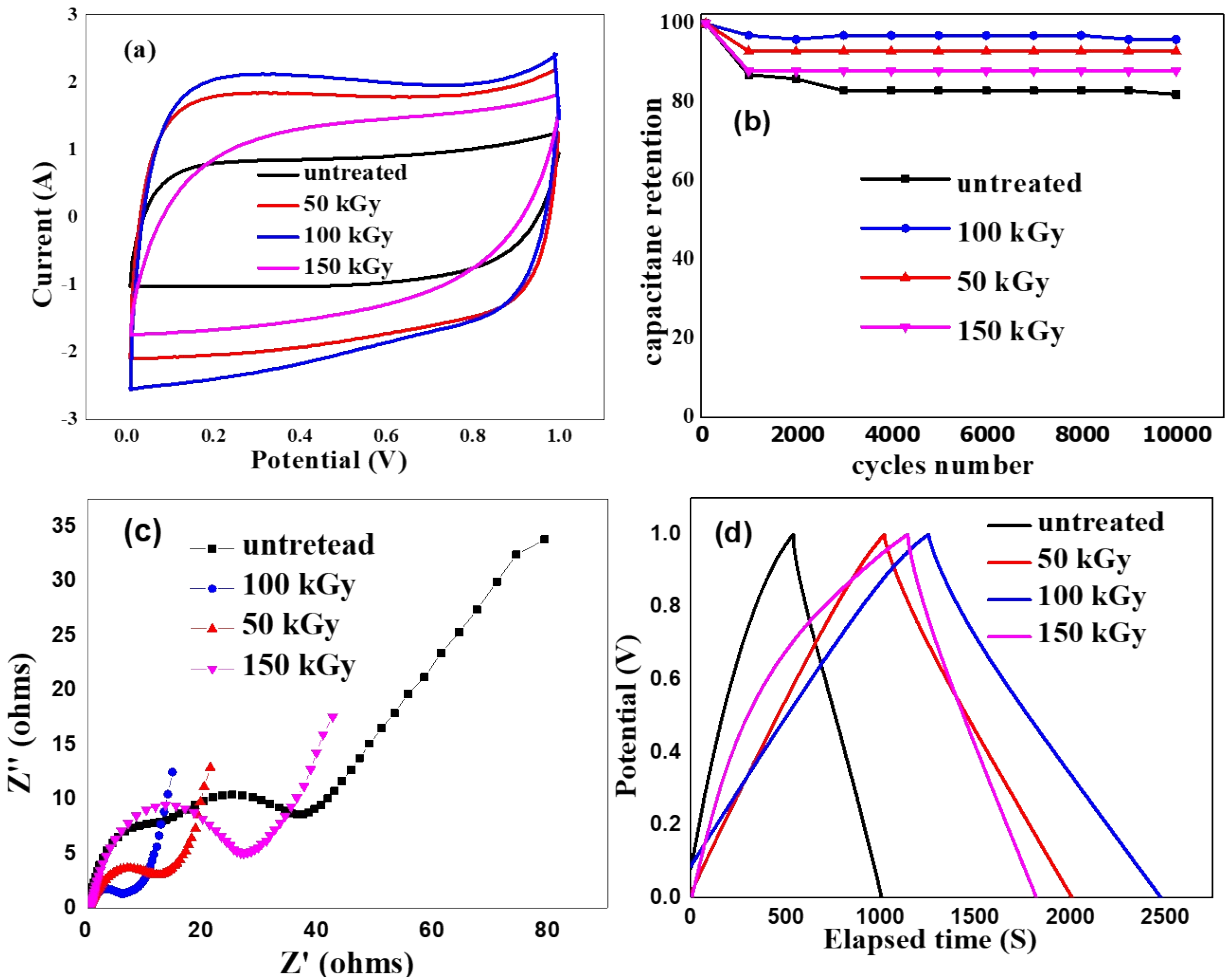 (a)
3
2
1
0
-1
-2
-3
Current (A)
untreated
50 kGy
100 kGy
150 kGy
0.0 0.2 0.4 0.6 0.8 1.0
Potential (V)
(b)
100
80
60
40
20
0
capacitane retention
untreated
100 kGy
50 kGy
150 kGy
0 2000 4000 6000 8000 10000
cycles number
(c)
35
30
25
20
15
10
5
0
Z'' (ohms)
untretead
100 kGy
50 kGy
150 kGy
0 20 40 60 80
Z' (ohms)
(d)
1.0
0.8
0.6
0.4
0.2
0.0
Potential (V)
untreated
50 kGy
100 kGy
150 kGy
0 500 1000 1500 2000 2500
Elapsed time (S)